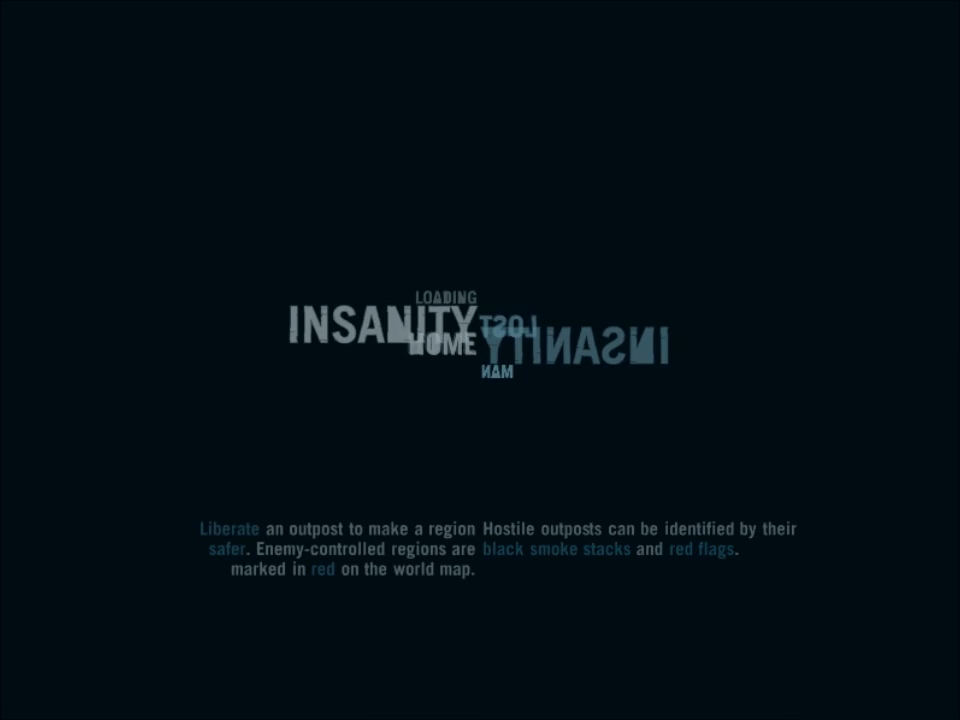 LOADING
INSANITY
HOME
LOST
INSANITY
MAN
Liberate an outpost to make a region
safer. Enemy-controlled regions are
marked in red on the world map.
Hostile outposts can be identified by their
black smoke stacks and red flags.